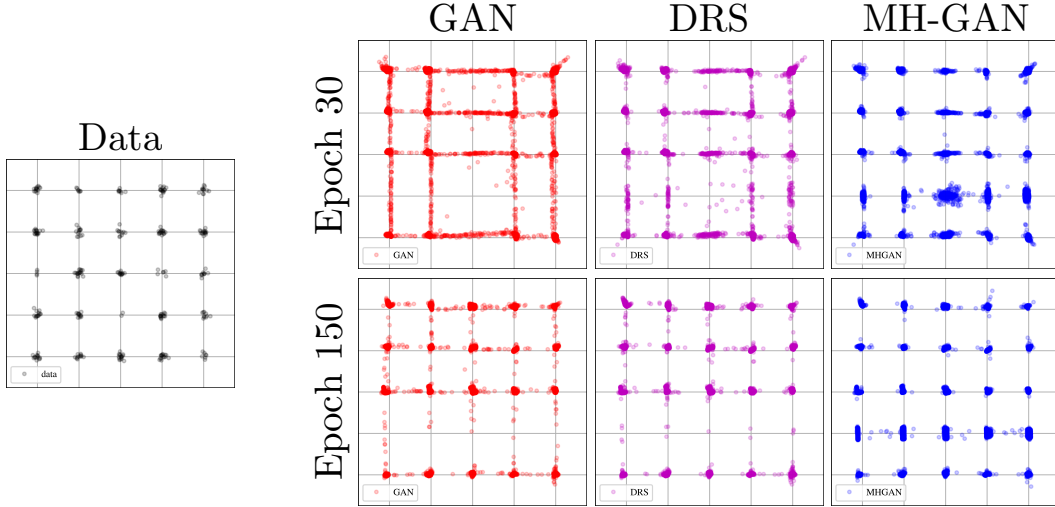 GAN DRS MH-GAN
Data
Epoch 30
data
GAN
DRS
MHGAN
Epoch 150
GAN
DRS
MHGAN